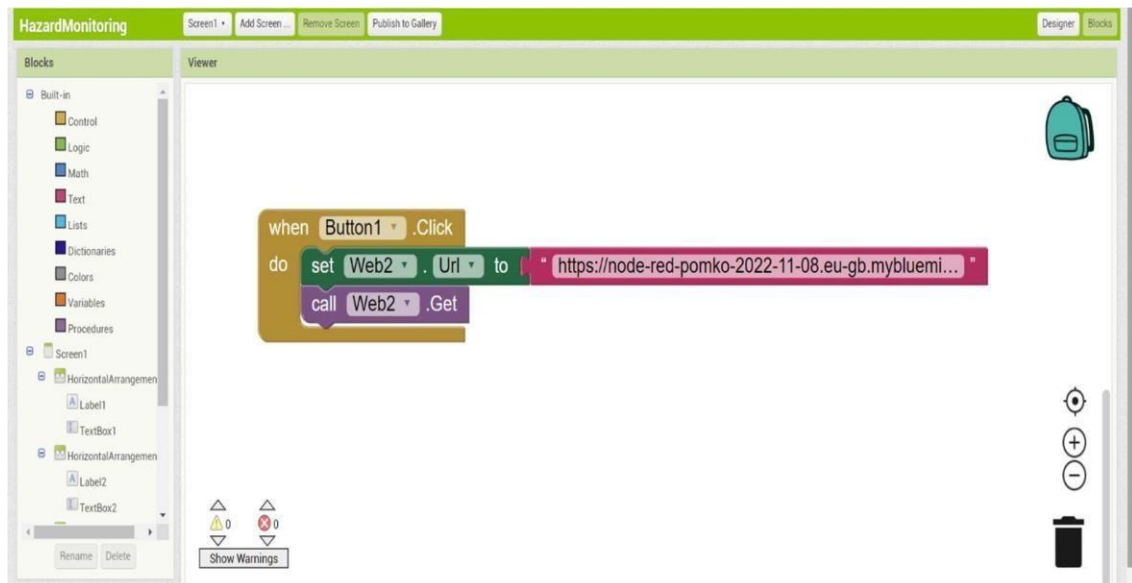 HazardMonitoring Screen1 Add Screen ... Remove Screen Publish to Gallery Designer Blocks
Blocks
Viewer
Built-in
Control
Logic
Math
Text
Lists
Dictionaries
Colors
Variables
Procedures
Screen1
HorizontalArrangemen
Label1
TextBox1
HorizontalArrangemen
Label2
TextBox2
Rename Delete
when Button1 .Click
do set Web2 . Url to " https://node-red-pomko-2022-11-08.eu-gb.mybluemi... "
call Web2 .Get
0 0
Show Warnings